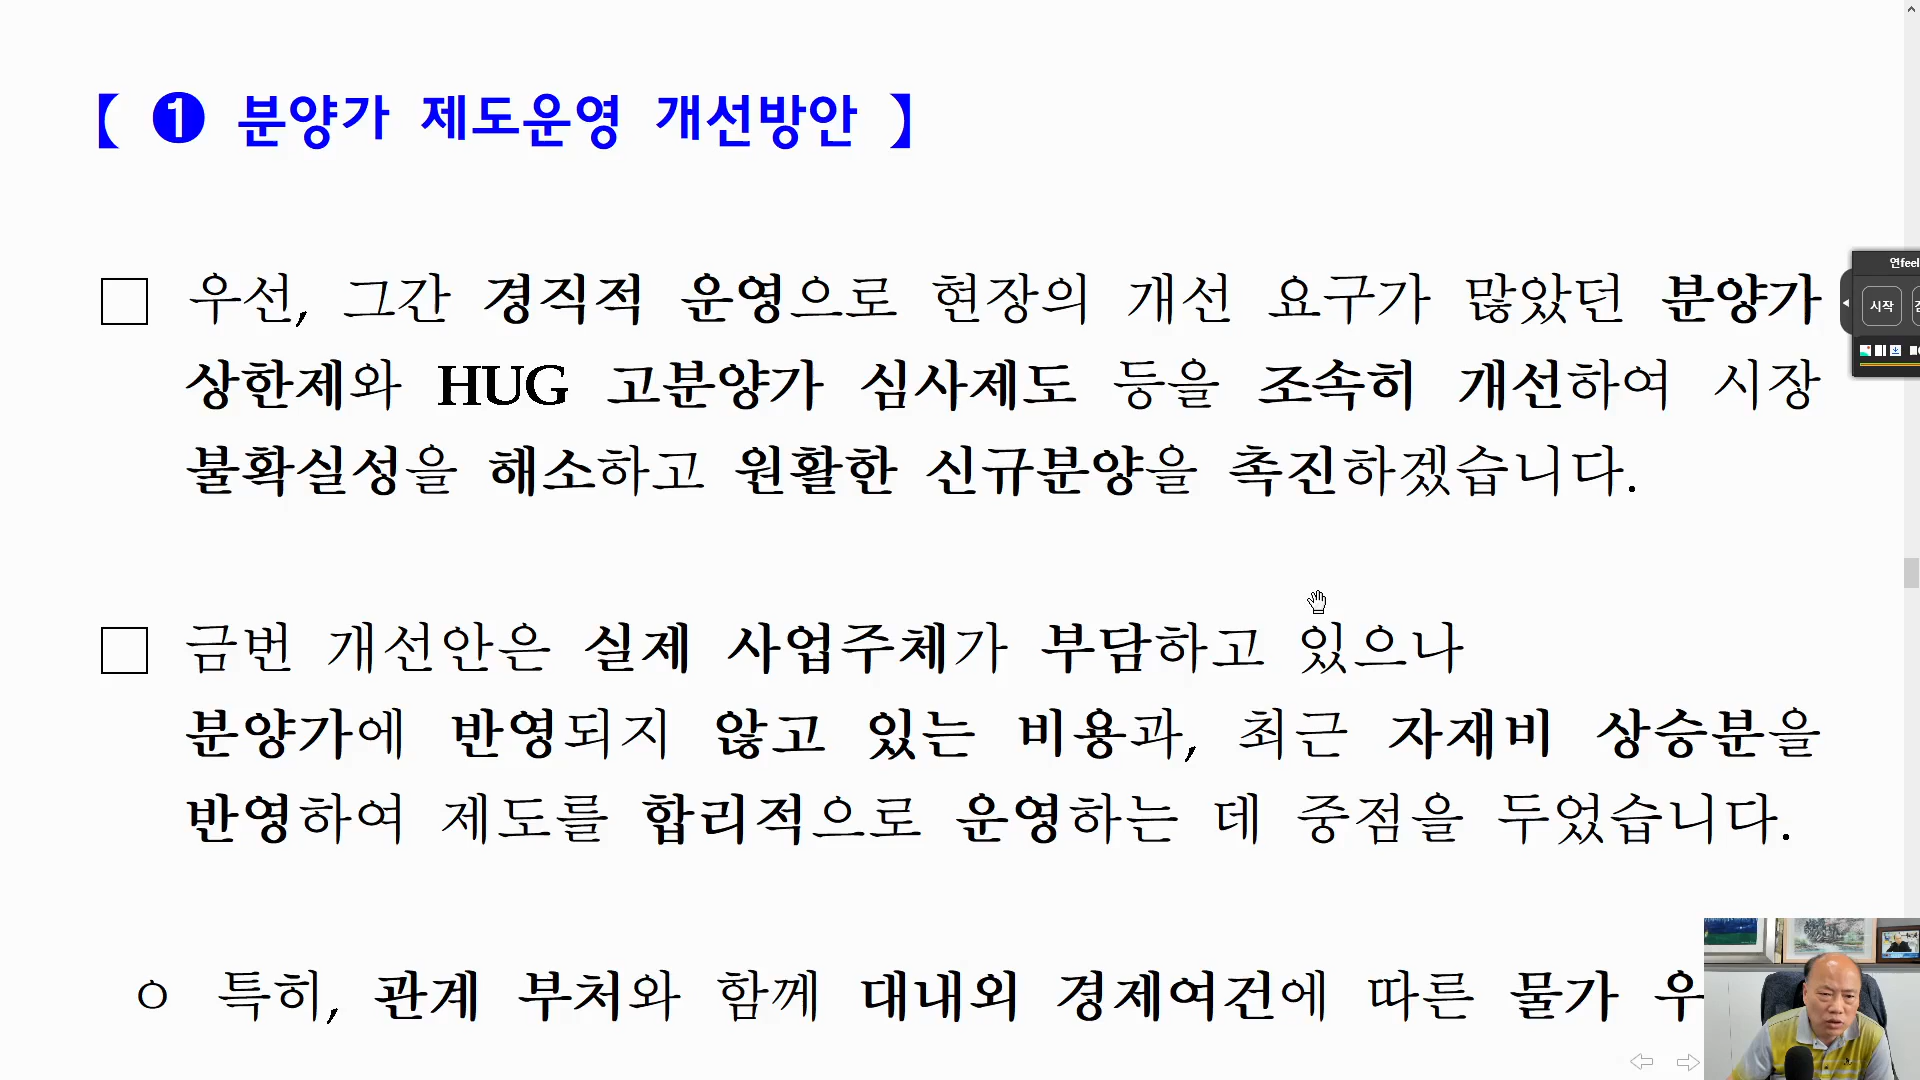 【 ❶ 분양가 제도운영 개선방안 】
□ 우선, 그간 경직적 운영으로 현장의 개선 요구가 많았던 분양가
상한제와 HUG 고분양가 심사제도 등을 조속히 개선하여 시장
불확실성을 해소하고 원활한 신규분양을 촉진하겠습니다.
□ 금번 개선안은 실제 사업주체가 부담하고 있으나
분양가에 반영되지 않고 있는 비용과, 최근 자재비 상승분을
반영하여 제도를 합리적으로 운영하는 데 중점을 두었습니다.
ㅇ 특히, 관계 부처와 함께 대내외 경제여건에 따른 물가 우
연feel
시작